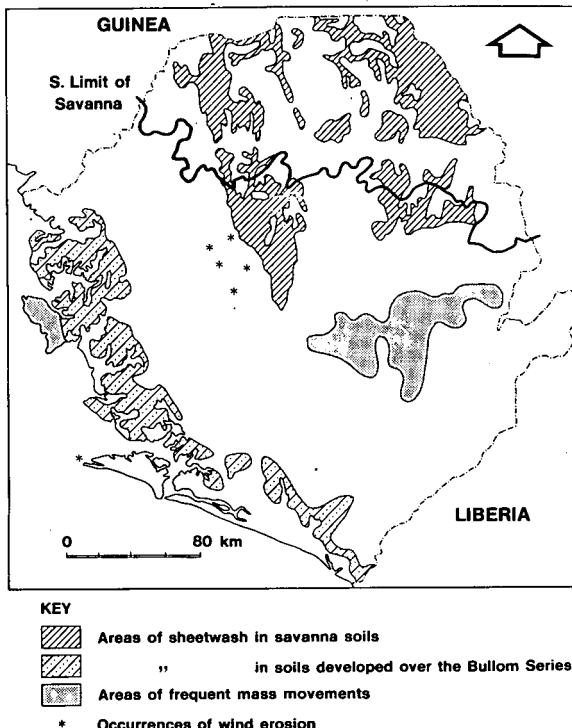 GUINEA
S. Limit of
Savanna
LIBERIA
0 80 km
KEY
Areas of sheetwash in savanna soils
,, in soils developed over the Bullom Series
Areas of frequent mass movements
* Occurrences of wind erosion